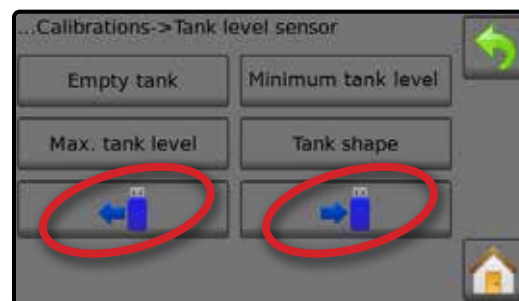 ...Calibrations->Tank level sensor
Empty tank
Minimum tank level
Max. tank level
Tank shape